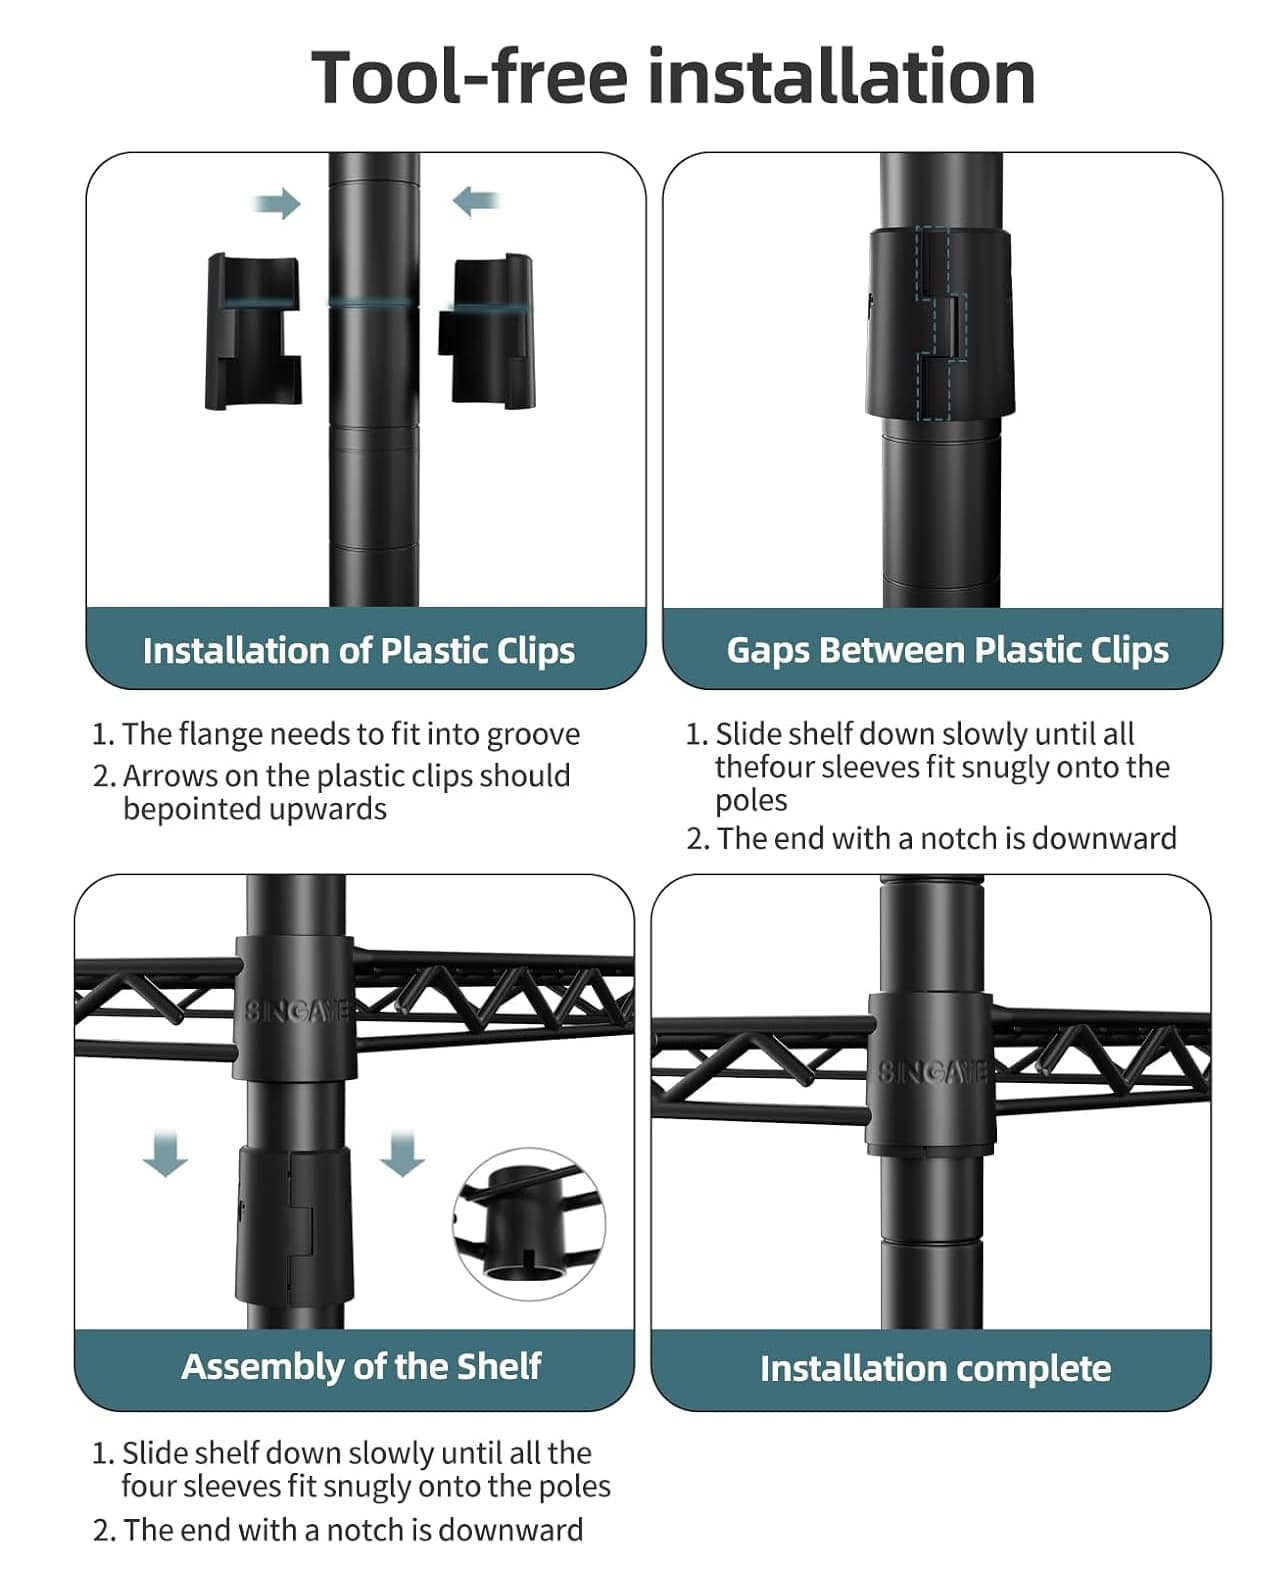 Tool-free installation
Installation of Plastic Clips
Gaps Between Plastic Clips
1. The flange needs to fit into groove
2. Arrows on the plastic clips should
bepointed upwards
1. Slide shelf down slowly until all
thefour sleeves fit snugly onto the
poles
2. The end with a notch is downward
SINGAYE
SINGAYE
Assembly of the Shelf
Installation complete
1. Slide shelf down slowly until all the
four sleeves fit snugly onto the poles
2. The end with a notch is downward